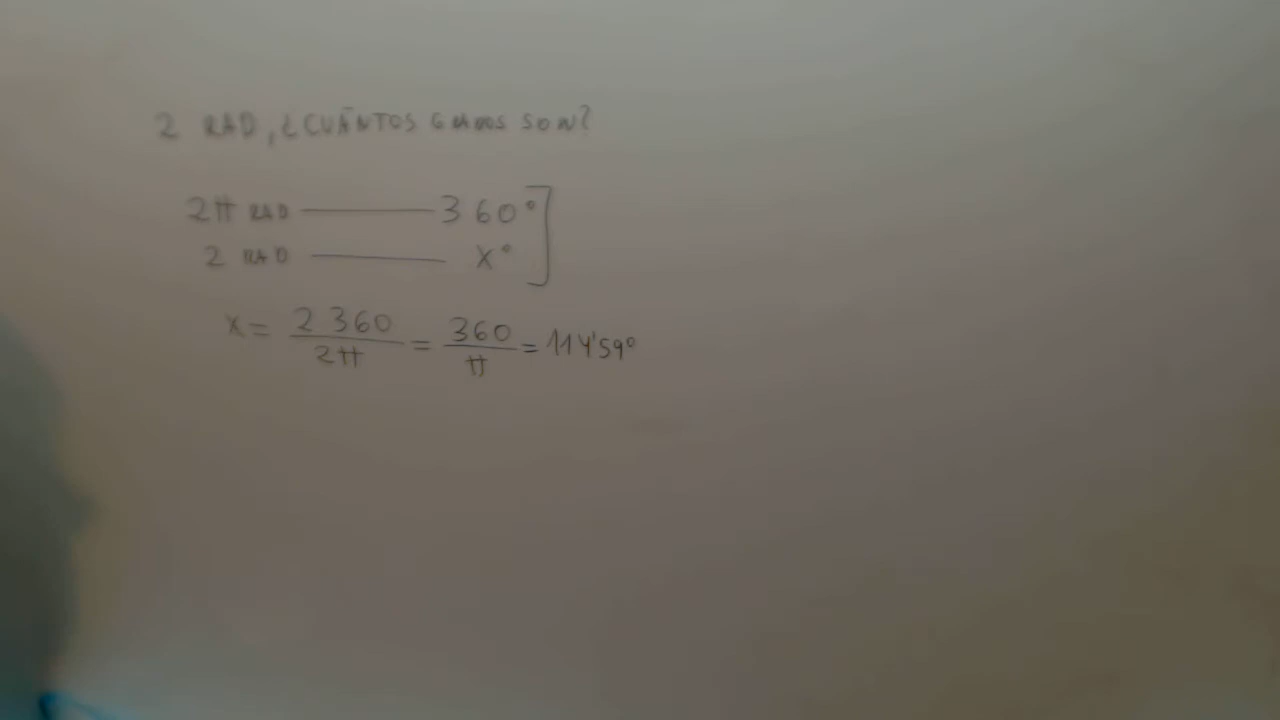 2 RAD, ¿CUÁNTOS GRADOS SON?
2π RAD ——— 360°
2 RAD ——— X°
X = 2 360 / 2π = 360 / π = 114'59°